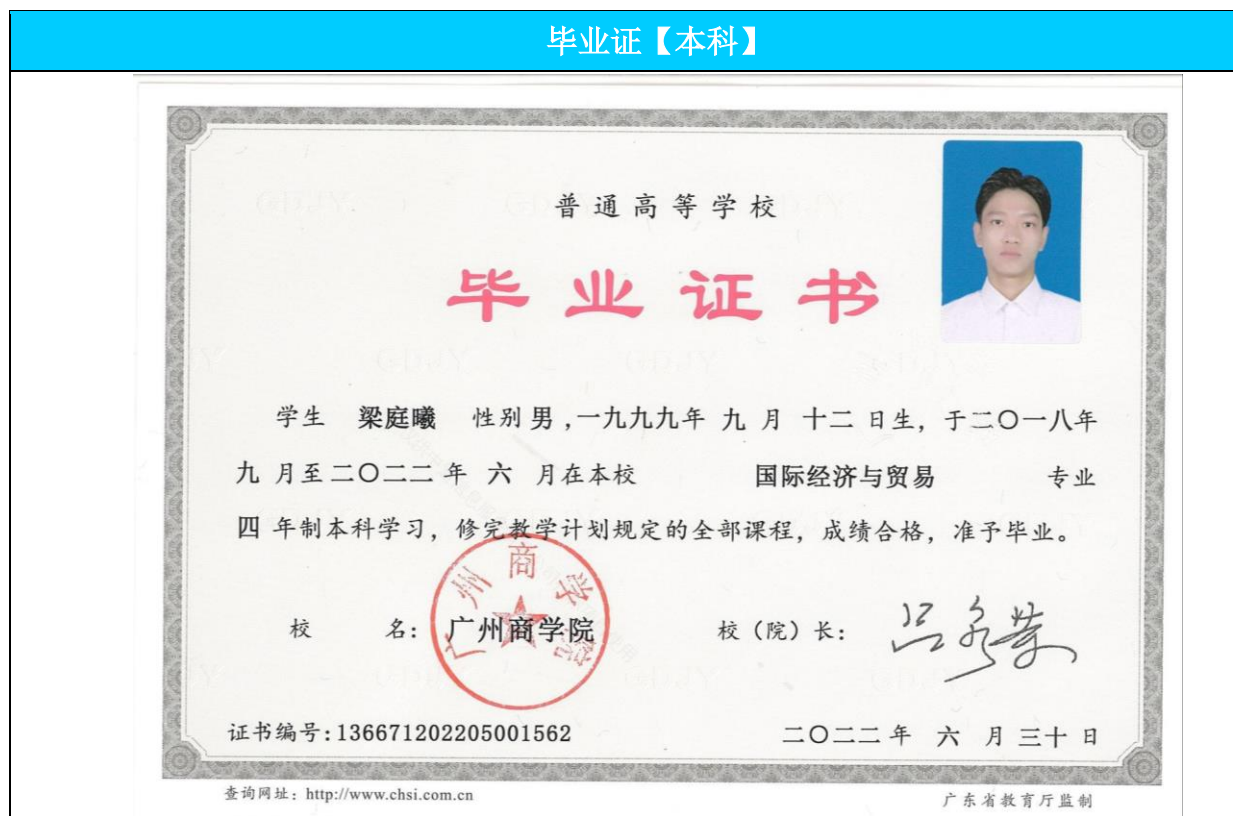 毕业证【本科】
普通高等学校
毕业证书
学生 梁庭曦 性别 男 ,一九九九年 九 月 十二 日生, 于二〇一八年
九 月至二〇二二 年 六 月在本校 国际经济与贸易 专业
四 年制本科学习, 修完教学计划规定的全部课程, 成绩合格, 准予毕业。
广州商学院
校 名: 广州商学院 校（院）长:
证书编号:136671202205001562 二〇二二 年 六 月 三十 日
查询网址: http://www.chsi.com.cn 广东省教育厅监制
GDJY GDJY GDJY